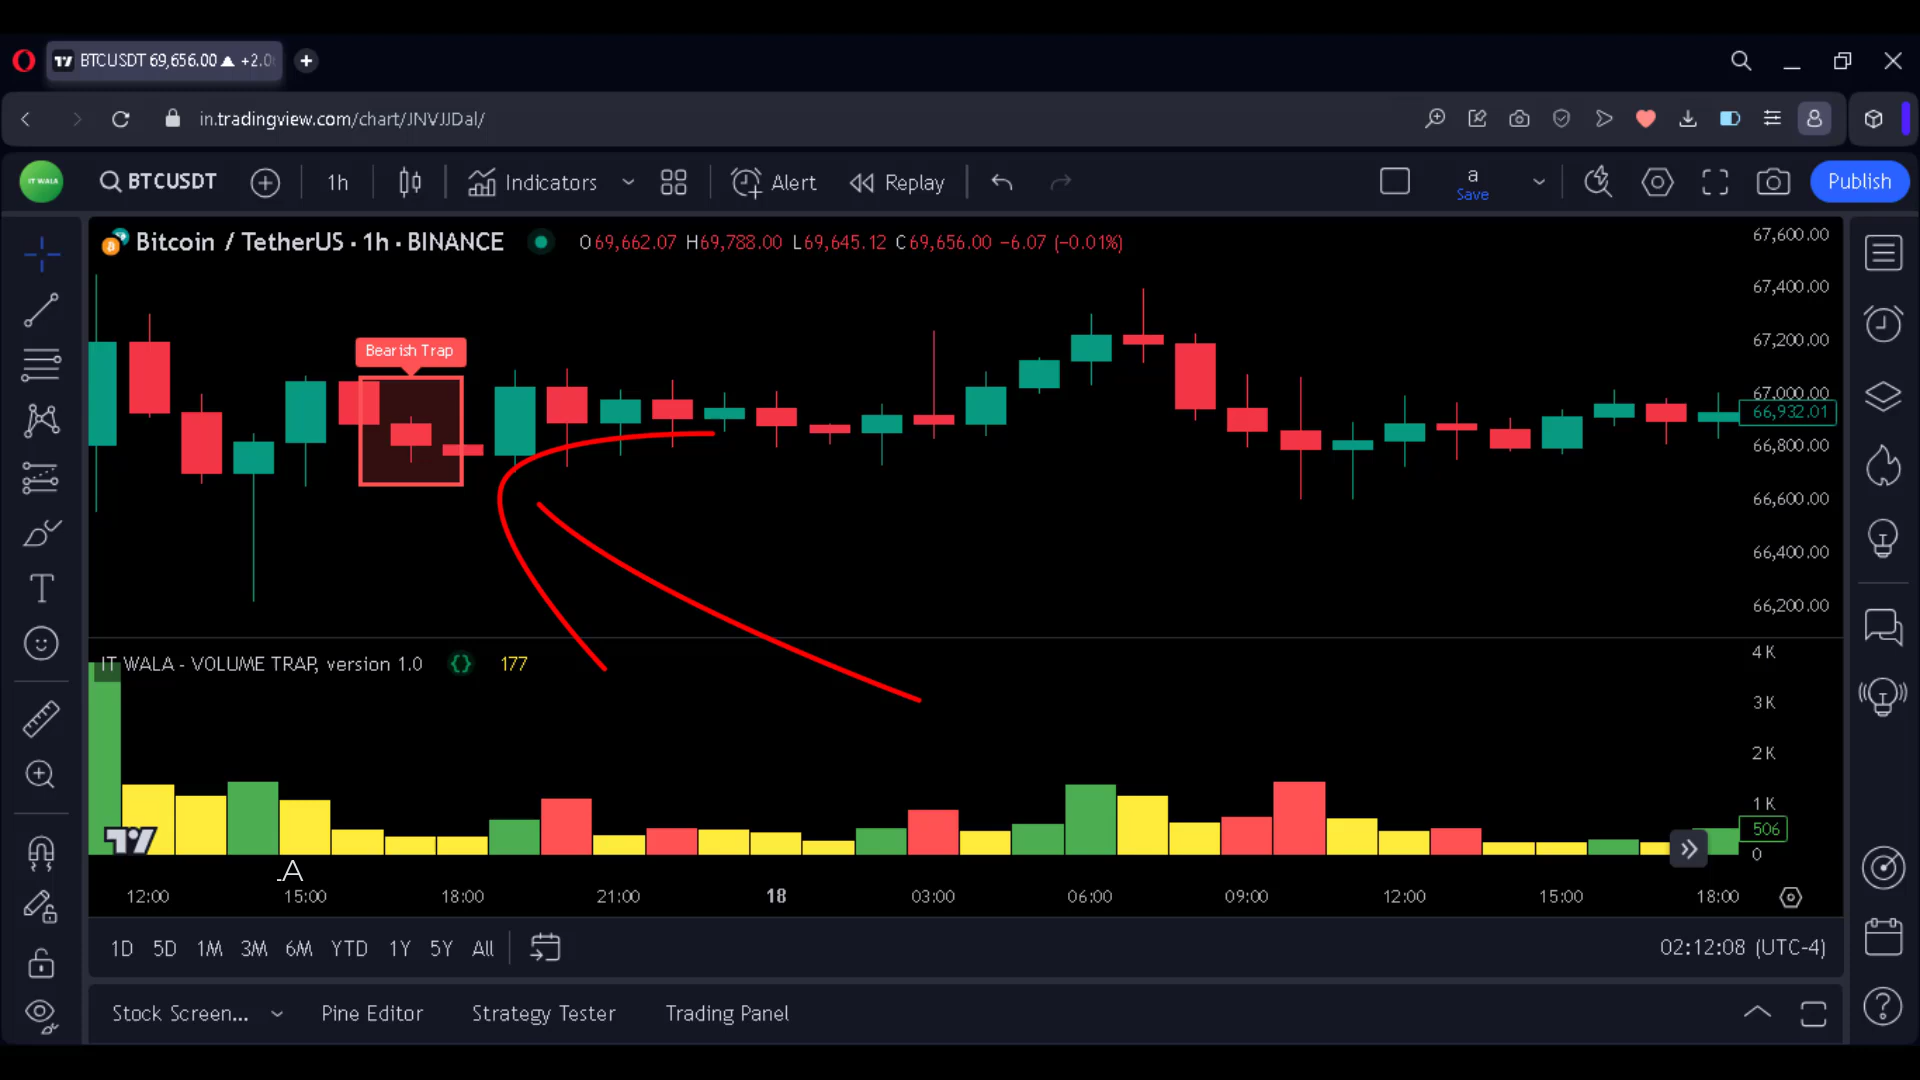 BTCUSDT 69,656.00 ▲ +2.0
in.tradingview.com/chart/JNVJJDal/
IT WALA
BTCUSDT
1h
Indicators
Alert
Replay
a
Save
Publish
Bitcoin / TetherUS · 1h · BINANCE
O69,662.07 H69,788.00 L69,645.12 C69,656.00 −6.07 (−0.01%)
67,600.00
67,400.00
67,200.00
67,000.00
66,932.01
66,800.00
66,600.00
66,400.00
66,200.00
Bearish Trap
IT WALA - VOLUME TRAP, version 1.0 {} 177
4 K
3 K
2 K
1 K
506
0
A
12:00 15:00 18:00 21:00 18 03:00 06:00 09:00 12:00 15:00 18:00
1D 5D 1M 3M 6M YTD 1Y 5Y All
02:12:08 (UTC-4)
Stock Screen... Pine Editor Strategy Tester Trading Panel